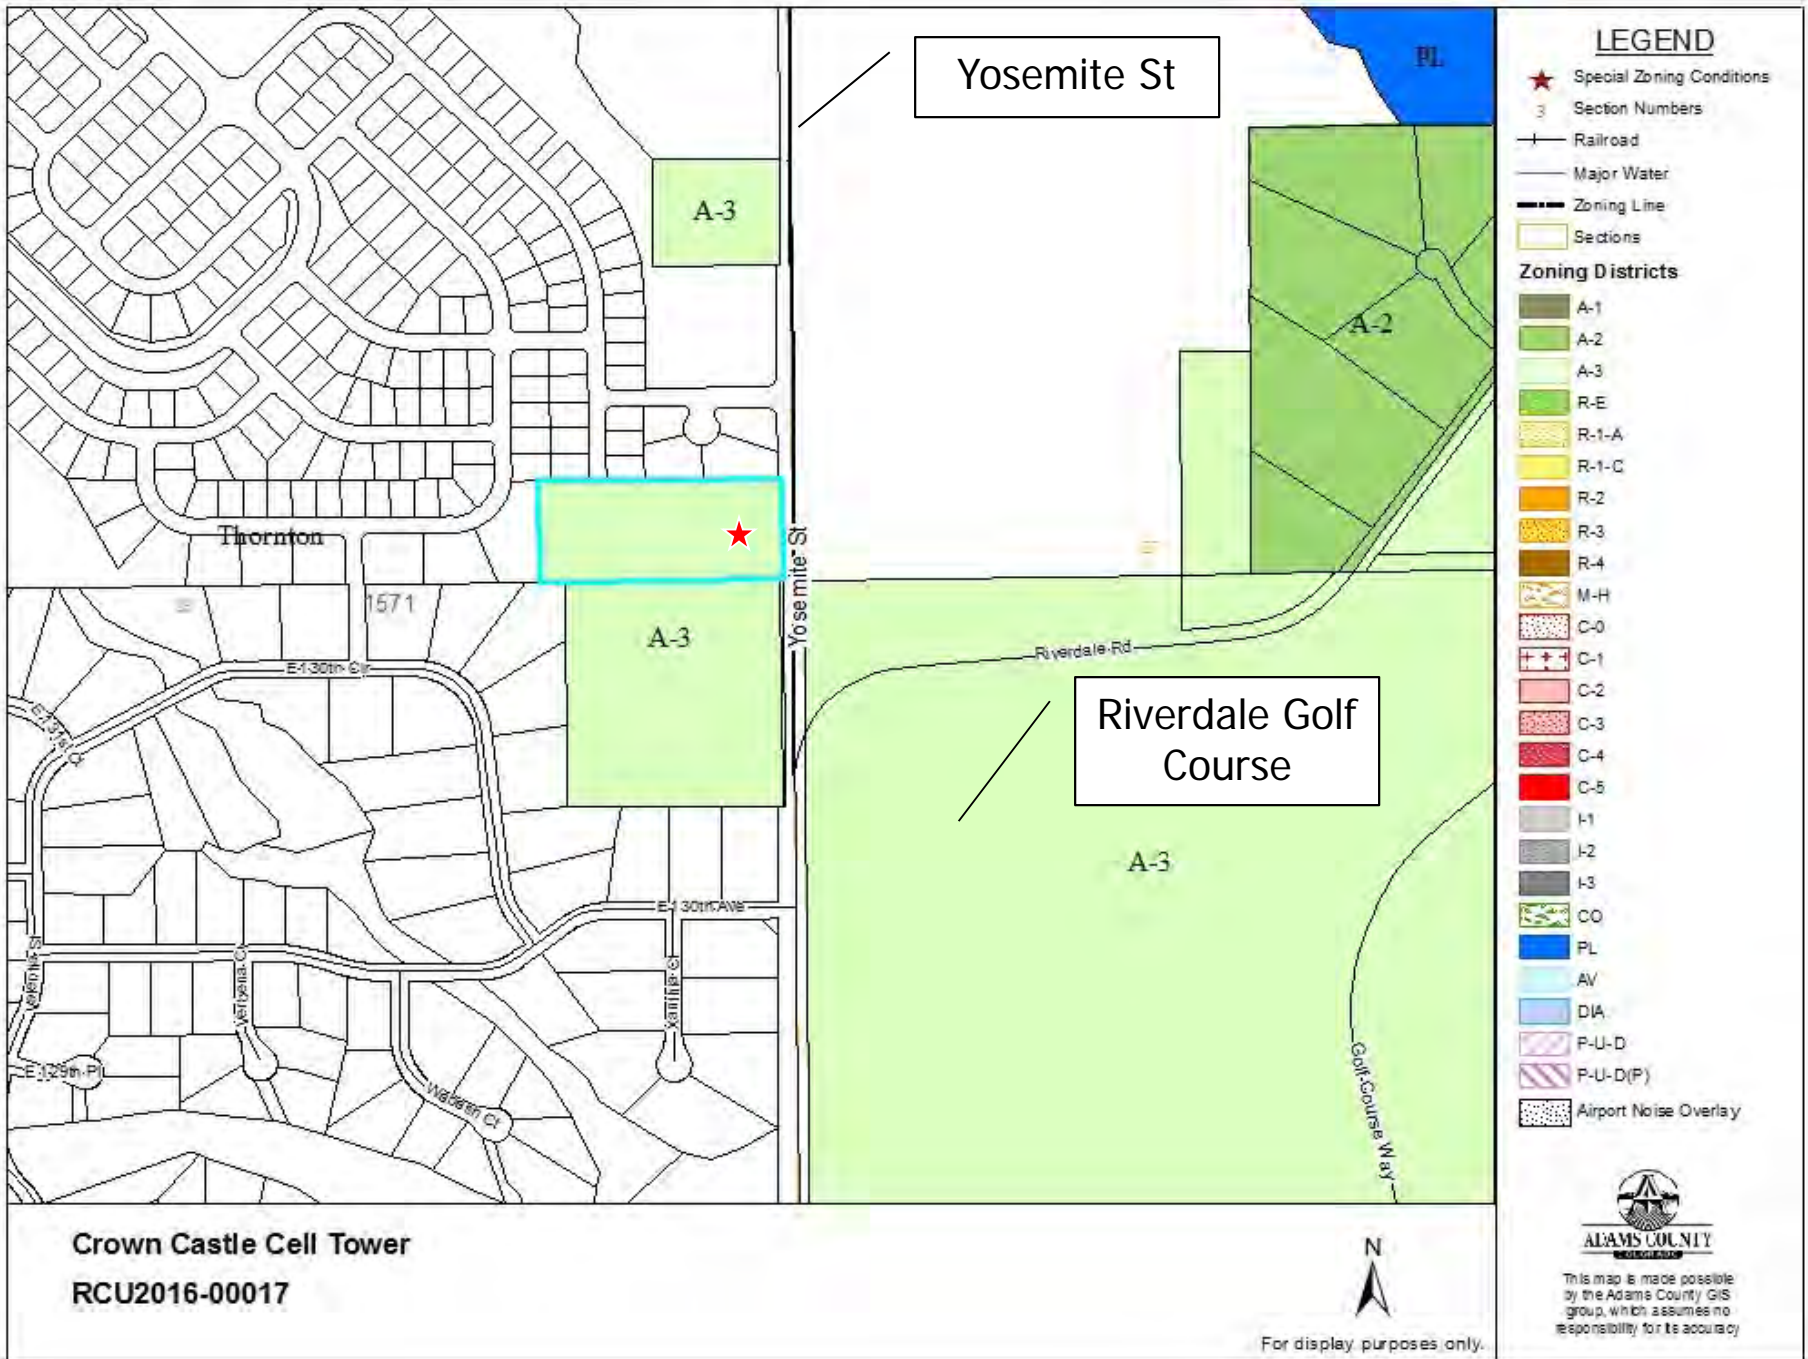 Yosemite St
PL
A-3
A-2
Thornton
1571
A-3
Yosemite St
Riverdale Rd
Riverdale Golf
Course
A-3
E 130th Cir
E 131st Ct
E 130th Ave
Valentia St
Verbena Ct
Xanthia Ct
E 129th Pl
Wabash Ct
Golf Course Way
Crown Castle Cell Tower
RCU2016-00017
N
For display purposes only.
LEGEND
Special Zoning Conditions
3 Section Numbers
Railroad
Major Water
Zoning Line
Sections
Zoning Districts
A-1
A-2
A-3
R-E
R-1-A
R-1-C
R-2
R-3
R-4
M-H
C-0
C-1
C-2
C-3
C-4
C-5
I-1
I-2
I-3
CO
PL
AV
DIA
P-U-D
P-U-D(P)
Airport Noise Overlay
ADAMS COUNTY
COLORADO
This map is made possible
by the Adams County GIS
group, which assumes no
responsibility for its accuracy